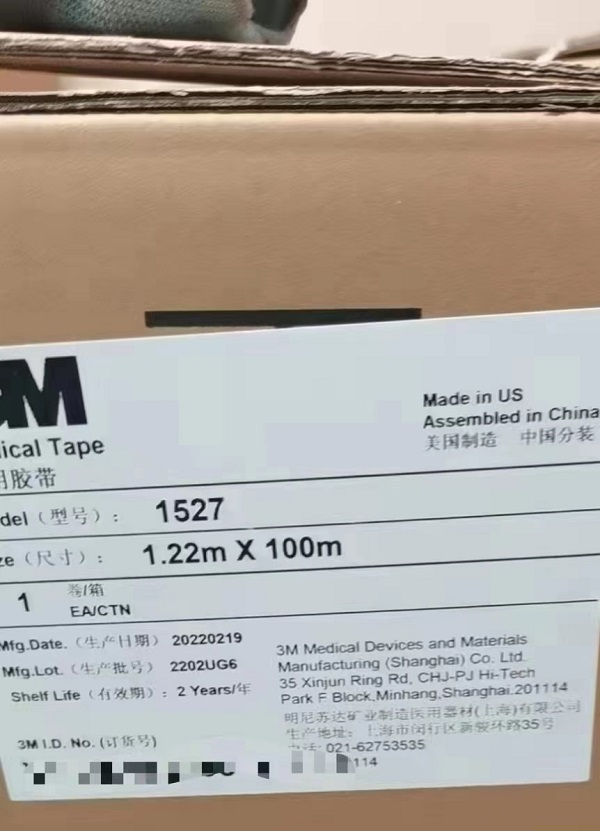 3M
ical Tape
用胶带
Made in US
Assembled in China
美国制造 中国分装
del（型号）： 1527
ze（尺寸）： 1.22m X 100m
1 卷/箱
EA/CTN
Mfg.Date.（生产日期） 20220219
Mfg.Lot.（生产批号） 2202UG6
Shelf Life（有效期）: 2 Years/年
3M I.D. No. (订货号)
3M Medical Devices and Materials
Manufacturing (Shanghai) Co. Ltd.
35 Xinjun Ring Rd, CHJ-PJ Hi-Tech
Park F Block,Minhang,Shanghai.201114
明尼苏达矿业制造医用器材(上海)有限公司
生产地址: 上海市闵行区新骏环路35号
电话: 021-62753535
114